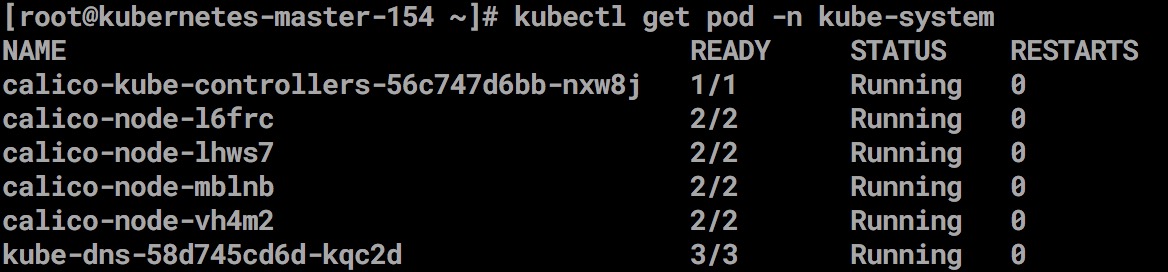 [root@kubernetes-master-154 ~]# kubectl get pod -n kube-system
NAME READY STATUS RESTARTS
calico-kube-controllers-56c747d6bb-nxw8j 1/1 Running 0
calico-node-l6frc 2/2 Running 0
calico-node-lhws7 2/2 Running 0
calico-node-mblnb 2/2 Running 0
calico-node-vh4m2 2/2 Running 0
kube-dns-58d745cd6d-kqc2d 3/3 Running 0